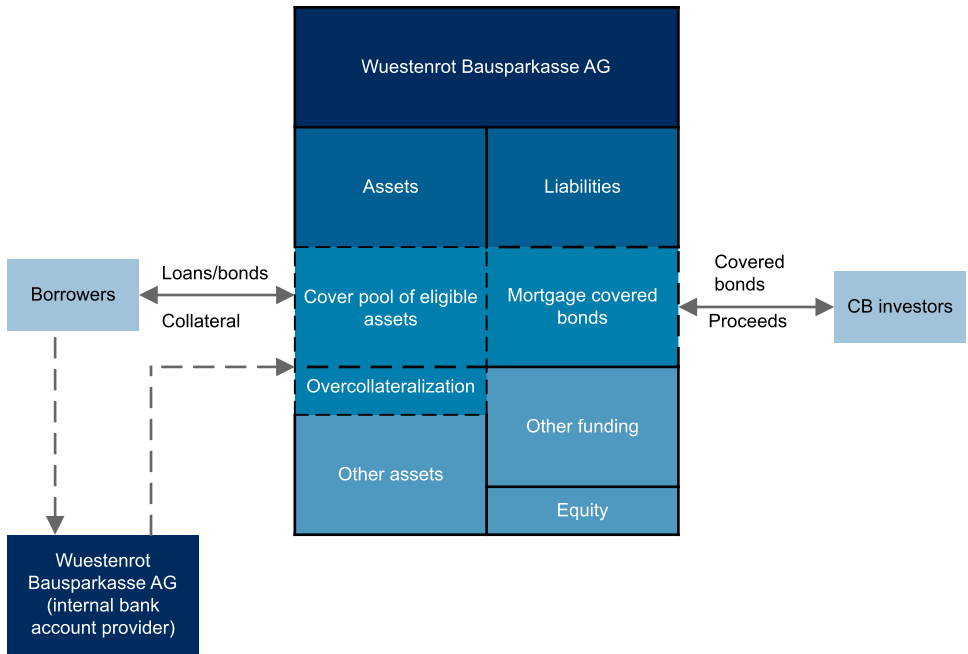 Wuestenrot Bausparkasse AG
Assets
Liabilities
Borrowers
Loans/bonds
Collateral
Cover pool of eligible
assets
Mortgage covered
bonds
Covered
bonds
Proceeds
CB investors
Overcollateralization
Other funding
Other assets
Equity
Wuestenrot
Bausparkasse AG
(internal bank
account provider)